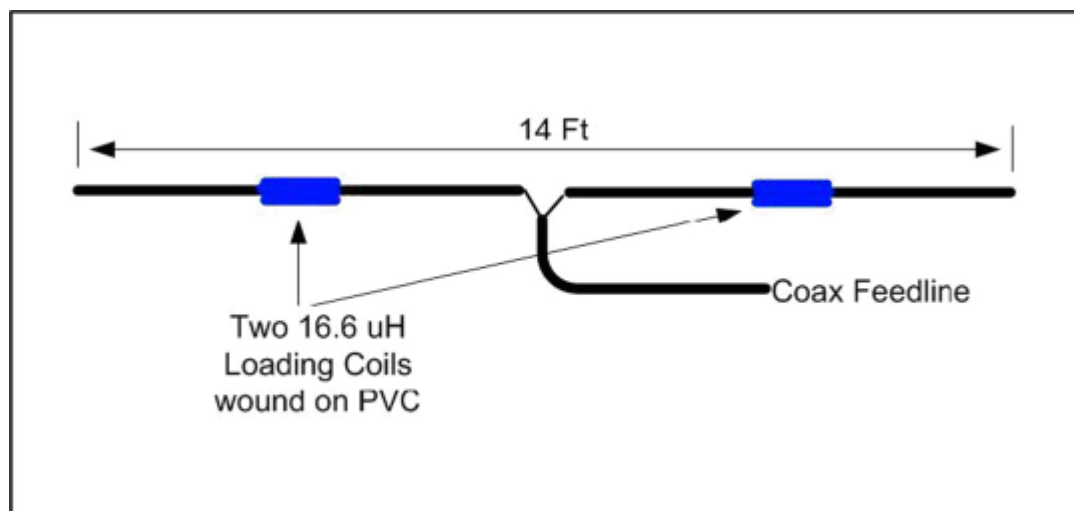 14 Ft
Coax Feedline
Two 16.6 uH
Loading Coils
wound on PVC